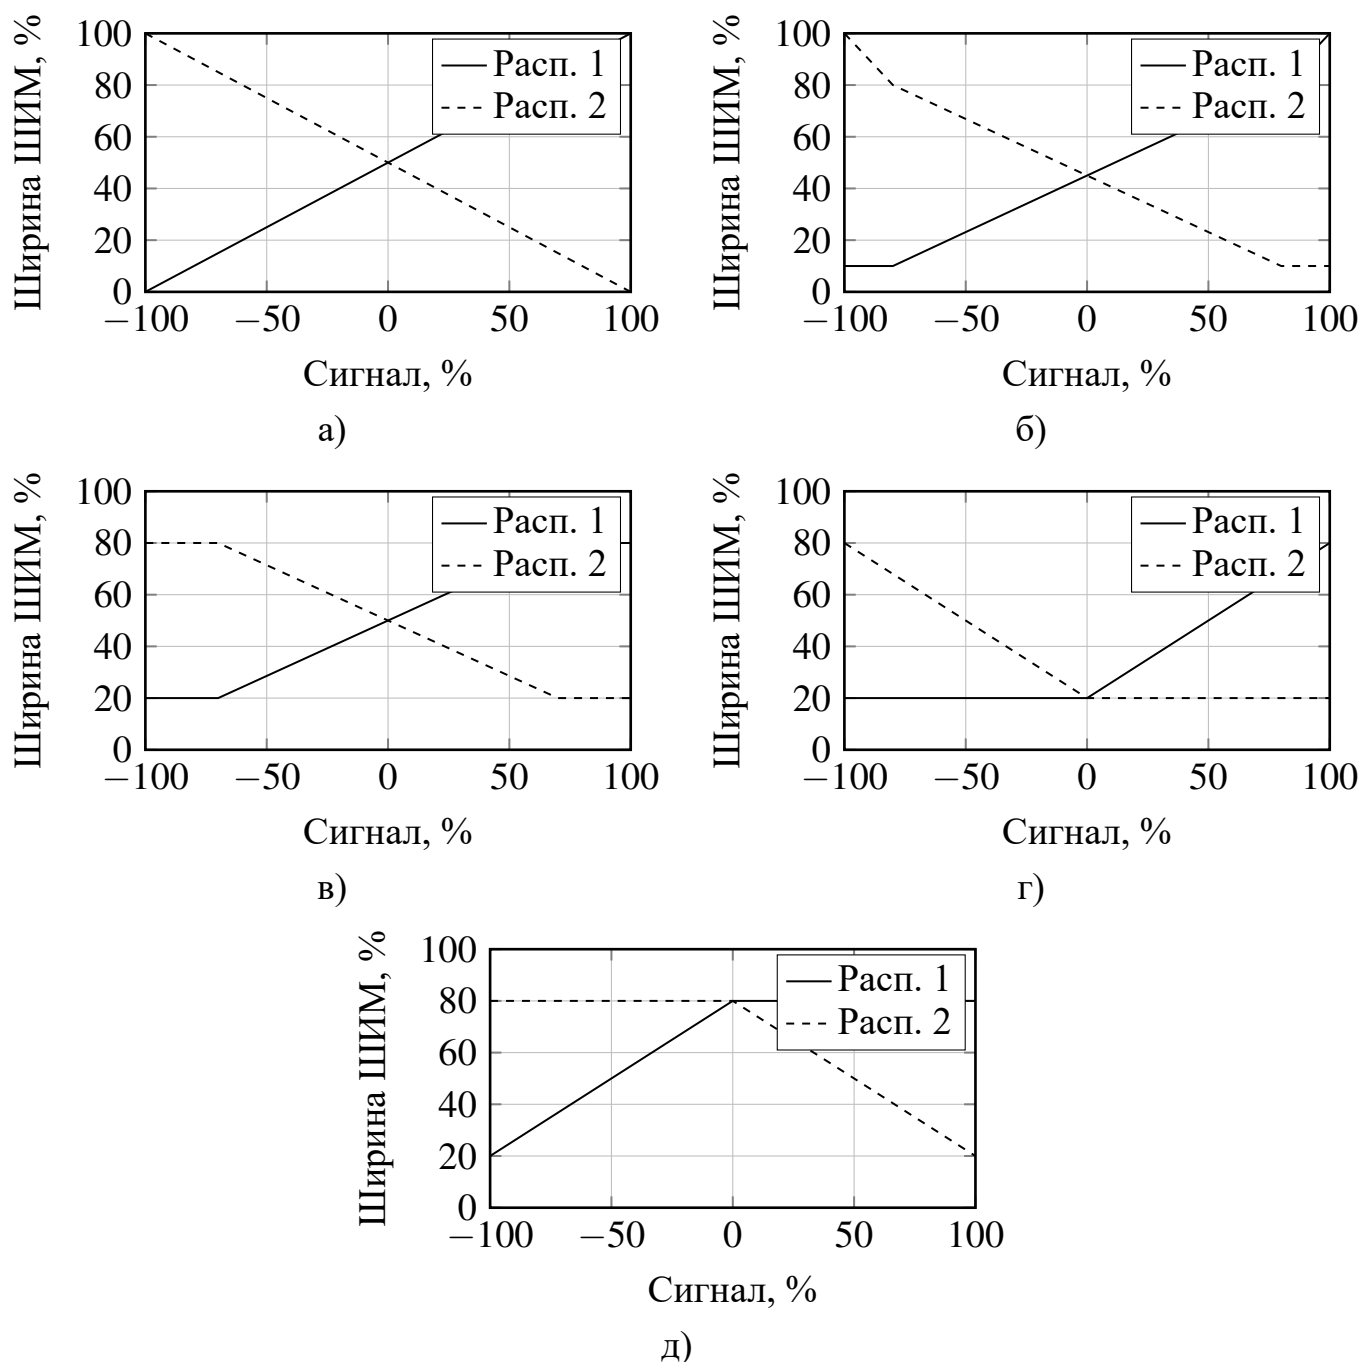 Ширина ШИМ, %
100
80
60
40
20
0
−100 −50 0 50 100
Сигнал, %
Расп. 1
Расп. 2
а)
Ширина ШИМ, %
100
80
60
40
20
0
−100 −50 0 50 100
Сигнал, %
Расп. 1
Расп. 2
б)
Ширина ШИМ, %
100
80
60
40
20
0
−100 −50 0 50 100
Сигнал, %
Расп. 1
Расп. 2
в)
Ширина ШИМ, %
100
80
60
40
20
0
−100 −50 0 50 100
Сигнал, %
Расп. 1
Расп. 2
г)
Ширина ШИМ, %
100
80
60
40
20
0
−100 −50 0 50 100
Сигнал, %
Расп. 1
Расп. 2
д)